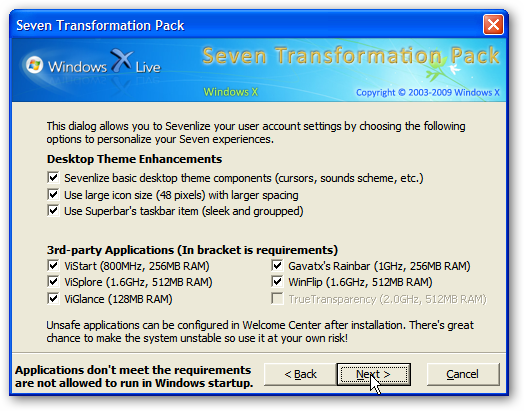 Seven Transformation Pack
Windows X Live
Seven Transformation Pack
Windows X
Copyright © 2003-2009 Windows X
This dialog allows you to Sevenlize your user account settings by choosing the following
options to personalize your Seven experiences.
Desktop Theme Enhancements
Sevenlize basic desktop theme components (cursors, sounds scheme, etc.)
Use large icon size (48 pixels) with larger spacing
Use Superbar's taskbar item (sleek and groupped)
3rd-party Applications (In bracket is requirements)
ViStart (800MHz, 256MB RAM)
Gavatx's Rainbar (1GHz, 256MB RAM)
ViSplore (1.6GHz, 512MB RAM)
WinFlip (1.6GHz, 512MB RAM)
ViGlance (128MB RAM)
TrueTransparency (2.0GHz, 512MB RAM)
Unsafe applications can be configured in Welcome Center after installation. There's great
chance to make the system unstable so use it at your own risk!
Applications don't meet the requirements
are not allowed to run in Windows startup.
< Back
Next >
Cancel